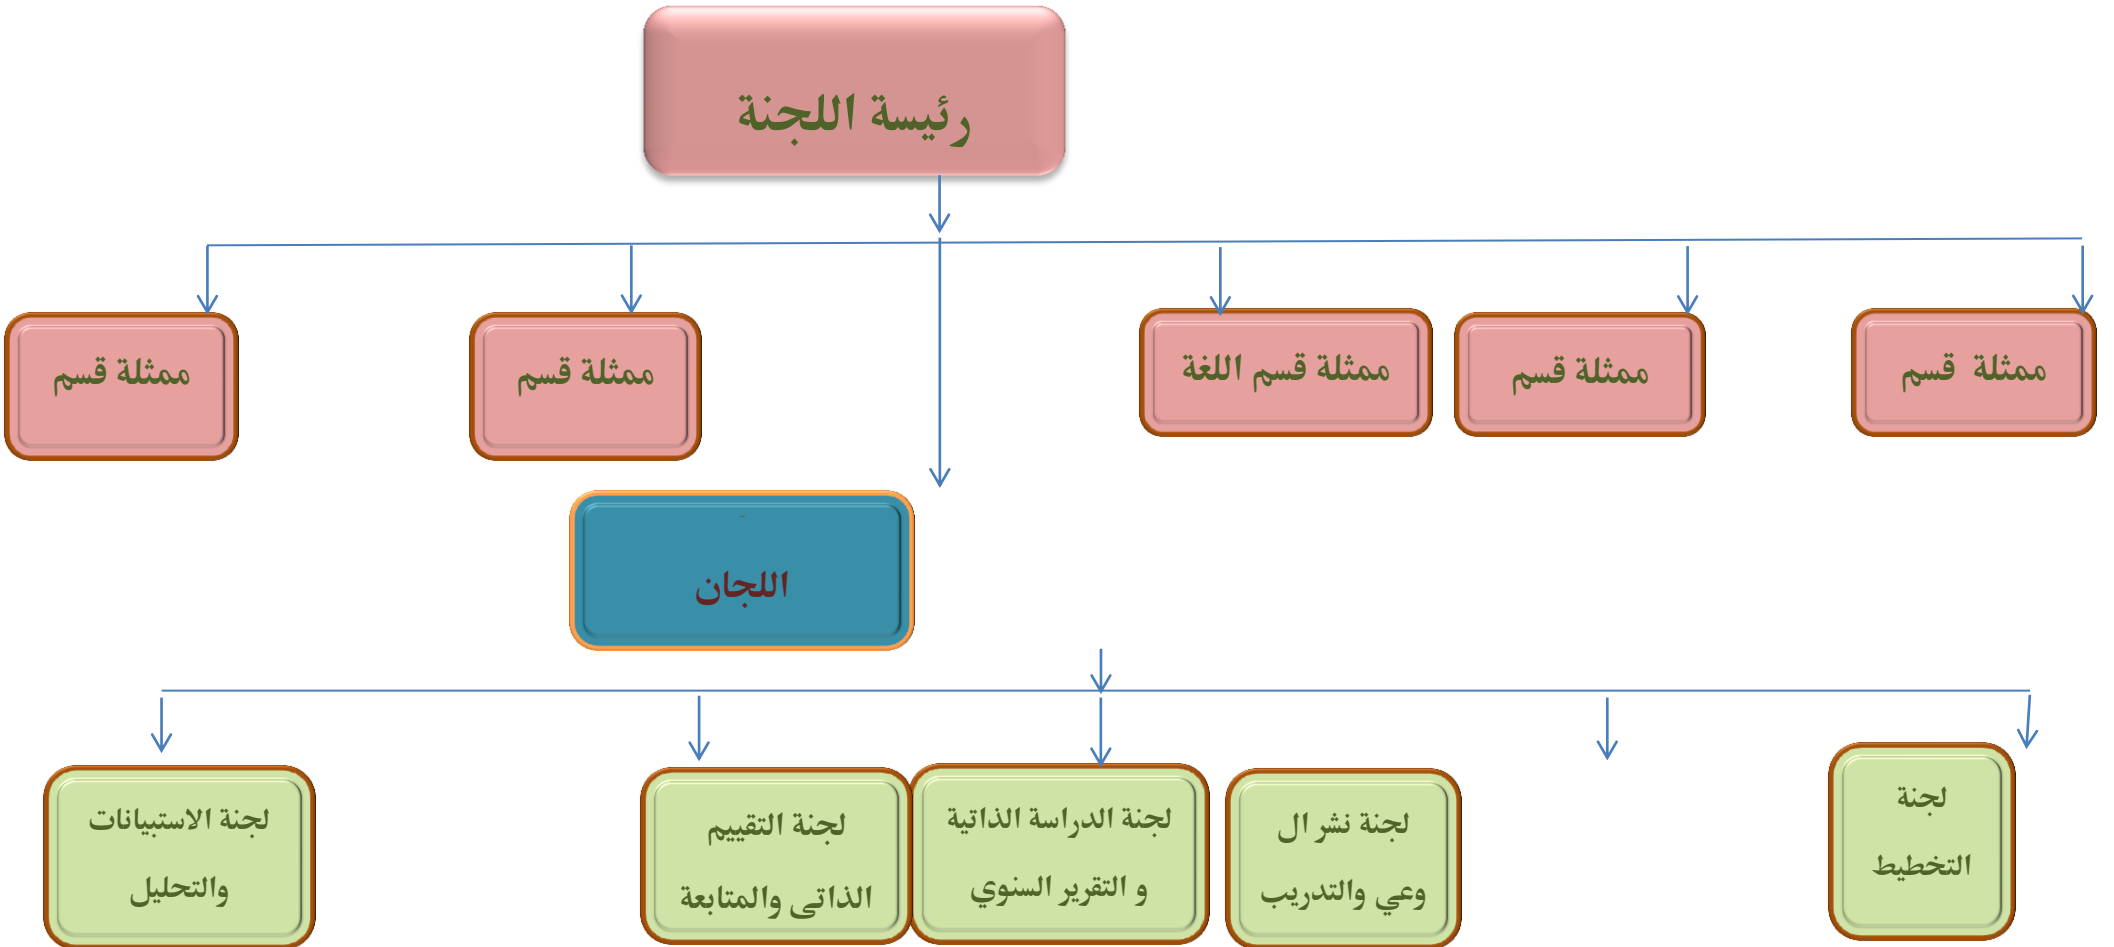 رئيسة اللجنة
ممثلة قسم
ممثلة قسم
ممثلة قسم اللغة
ممثلة قسم
ممثلة قسم
اللجان
لجنة
التخطيط
لجنة نشر ال
وعي والتدريب
لجنة الدراسة الذاتية
و التقرير السنوي
لجنة التقييم
الذاتى والمتابعة
لجنة الاستبيانات
والتحليل